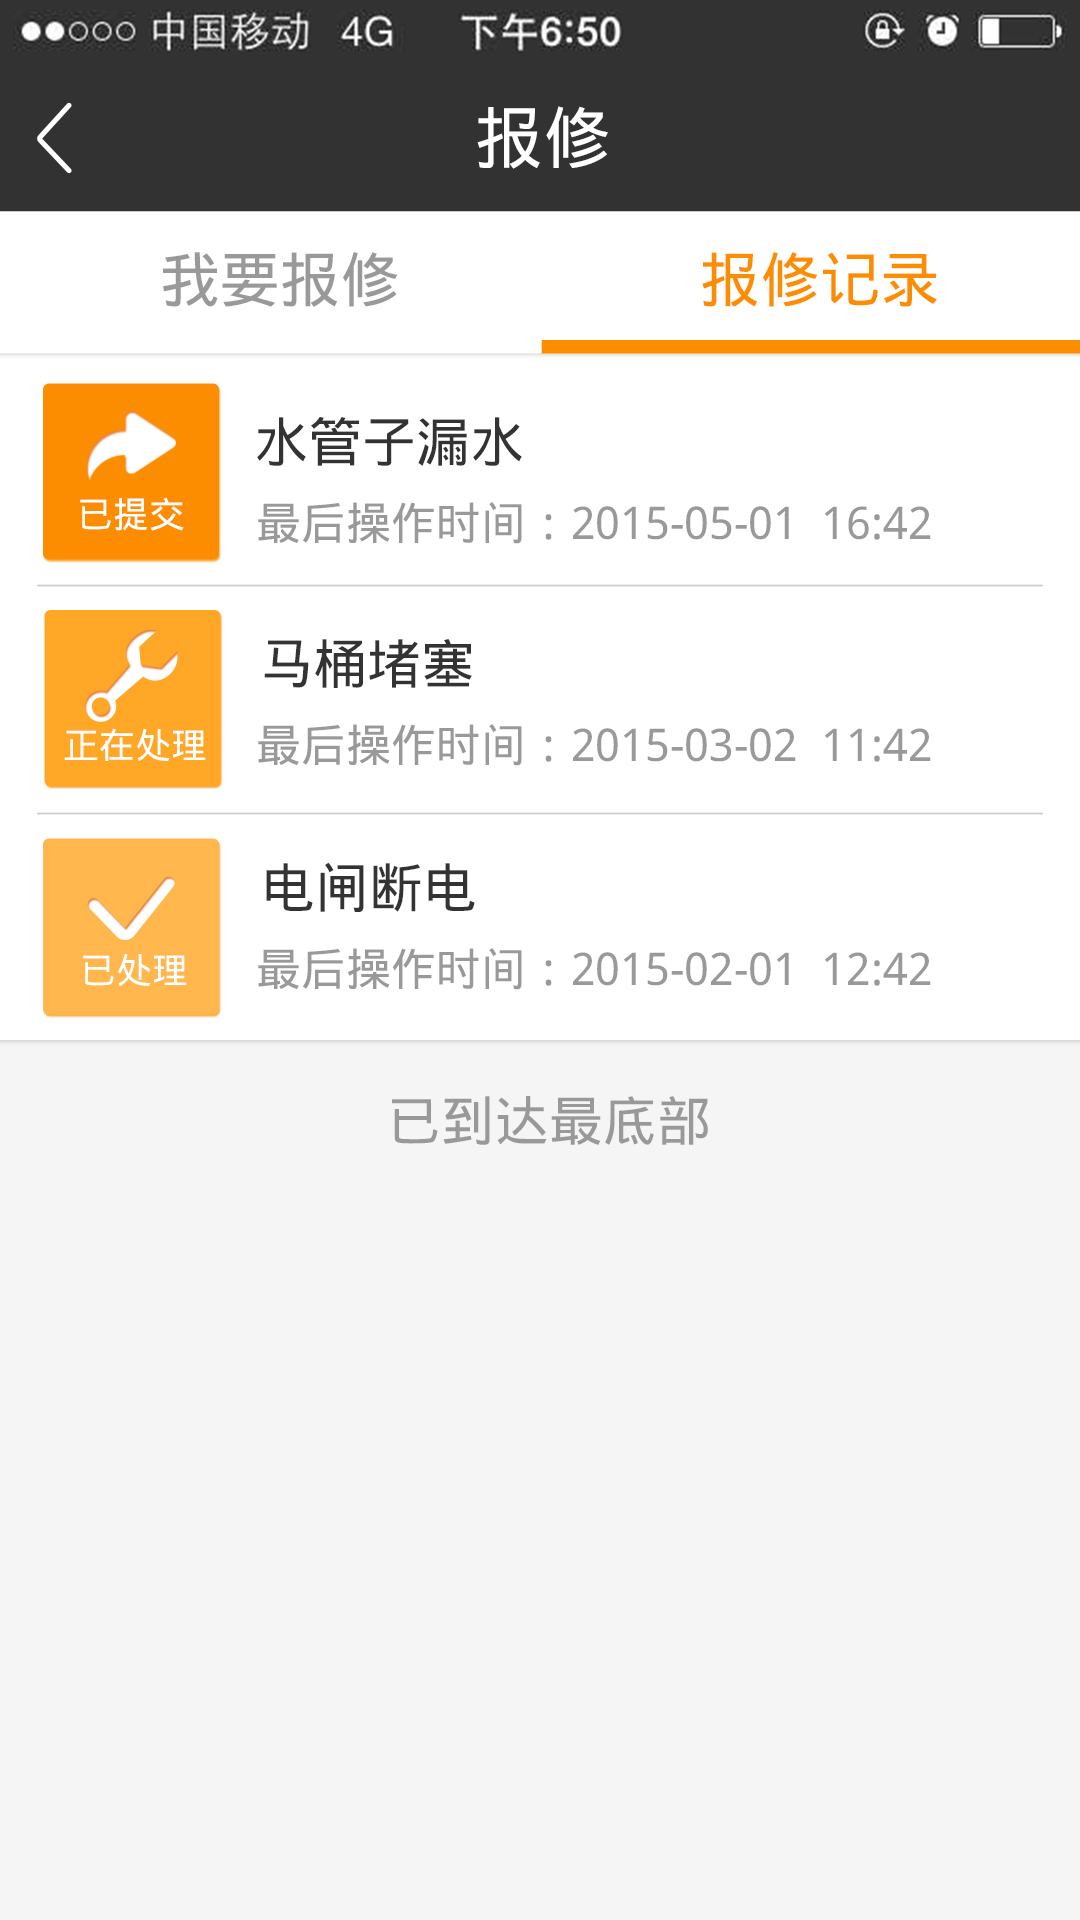 中国移动 4G 下午6:50
报修
我要报修 报修记录
水管子漏水
已提交
最后操作时间：2015-05-01 16:42
马桶堵塞
正在处理
最后操作时间：2015-03-02 11:42
电闸断电
已处理
最后操作时间：2015-02-01 12:42
已到达最底部